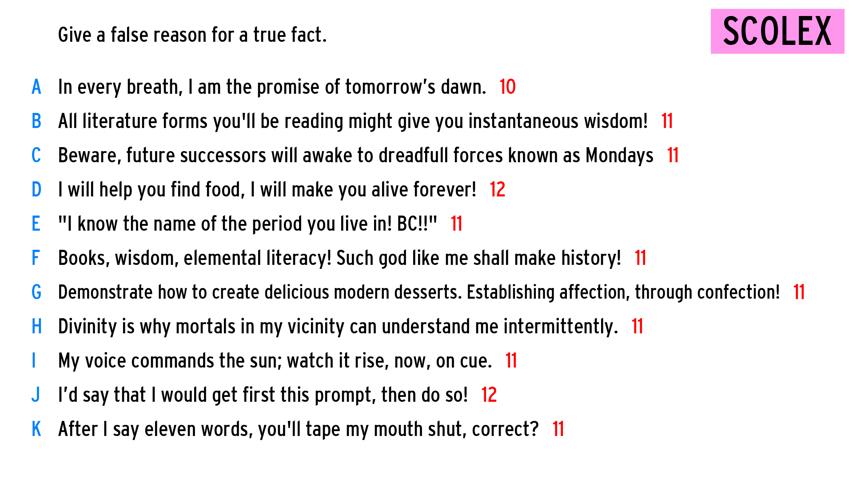 Give a false reason for a true fact.
SCOLEX
A In every breath, I am the promise of tomorrow's dawn. 10
B All literature forms you'll be reading might give you instantaneous wisdom! 11
C Beware, future successors will awake to dreadfull forces known as Mondays 11
D I will help you find food, I will make you alive forever! 12
E "I know the name of the period you live in! BC!!" 11
F Books, wisdom, elemental literacy! Such god like me shall make history! 11
G Demonstrate how to create delicious modern desserts. Establishing affection, through confection! 11
H Divinity is why mortals in my vicinity can understand me intermittently. 11
I My voice commands the sun; watch it rise, now, on cue. 11
J I'd say that I would get first this prompt, then do so! 12
K After I say eleven words, you'll tape my mouth shut, correct? 11